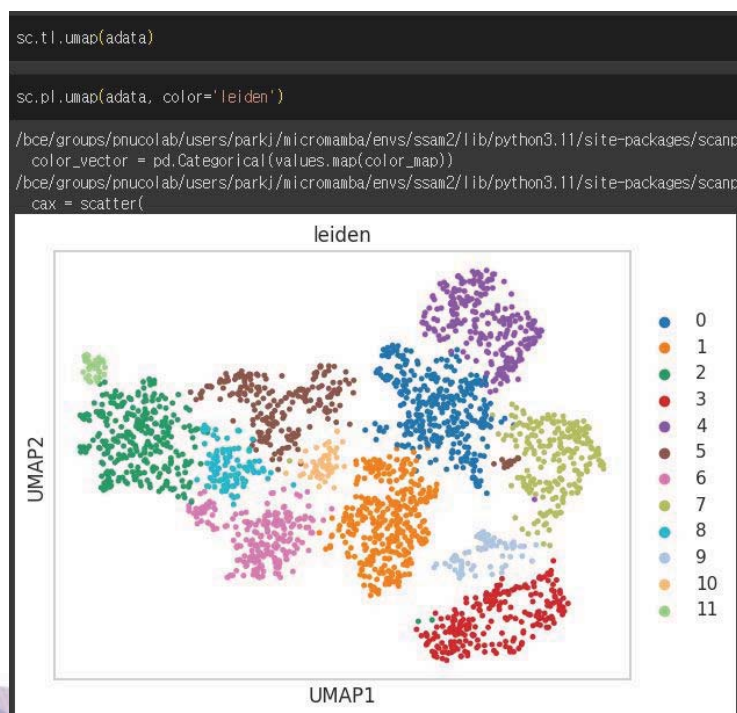 sc.tl.umap(adata)
sc.pl.umap(adata, color='leiden')
/bce/groups/pnucolab/users/parkj/micromamba/envs/ssam2/lib/python3.11/site-packages/scanp
color_vector = pd.Categorical(values.map(color_map))
/bce/groups/pnucolab/users/parkj/micromamba/envs/ssam2/lib/python3.11/site-packages/scanp
cax = scatter(
leiden
0
1
2
3
4
5
6
7
8
9
10
11
UMAP2
UMAP1